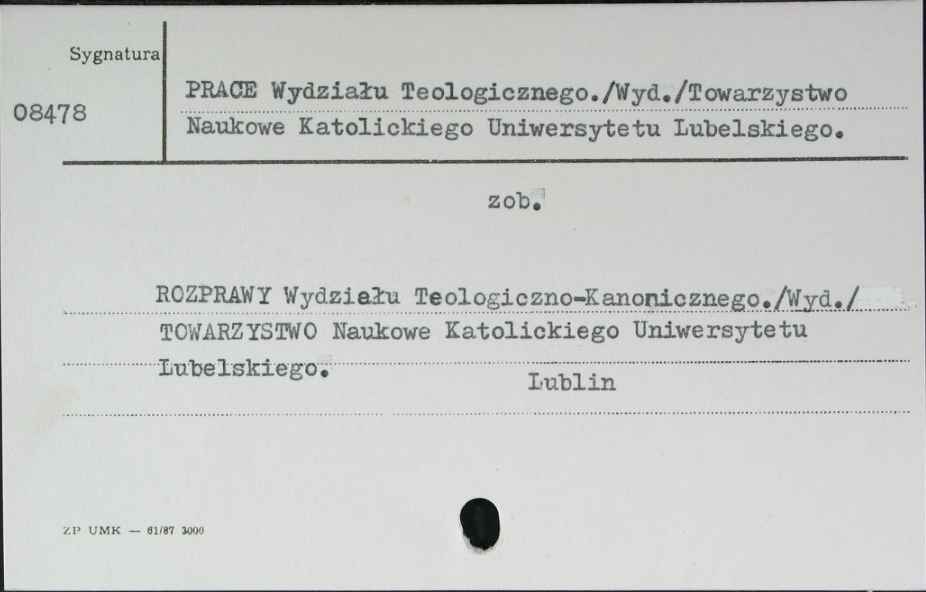 Sygnatura
08478
PRACE Wydziału Teologicznego./Wyd./Towarzystwo
Naukowe Katolickiego Uniwersytetu Lubelskiego.
zob.
ROZPRAWY Wydziału Teologiczno-Kanonicznego./Wyd./
TOWARZYSTWO Naukowe Katolickiego Uniwersytetu
Lubelskiego.
Lublin
ZP UMK — 61/87 3000